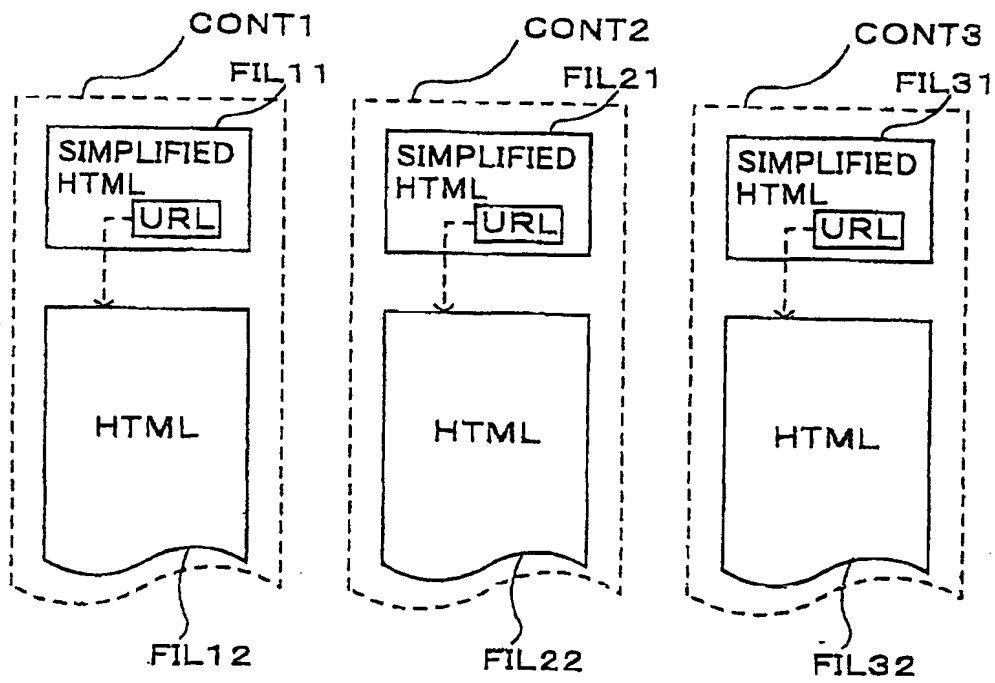 CONT1
FIL11
SIMPLIFIED
HTML
URL
HTML
FIL12
CONT2
FIL21
SIMPLIFIED
HTML
URL
HTML
FIL22
CONT3
FIL31
SIMPLIFIED
HTML
URL
HTML
FIL32